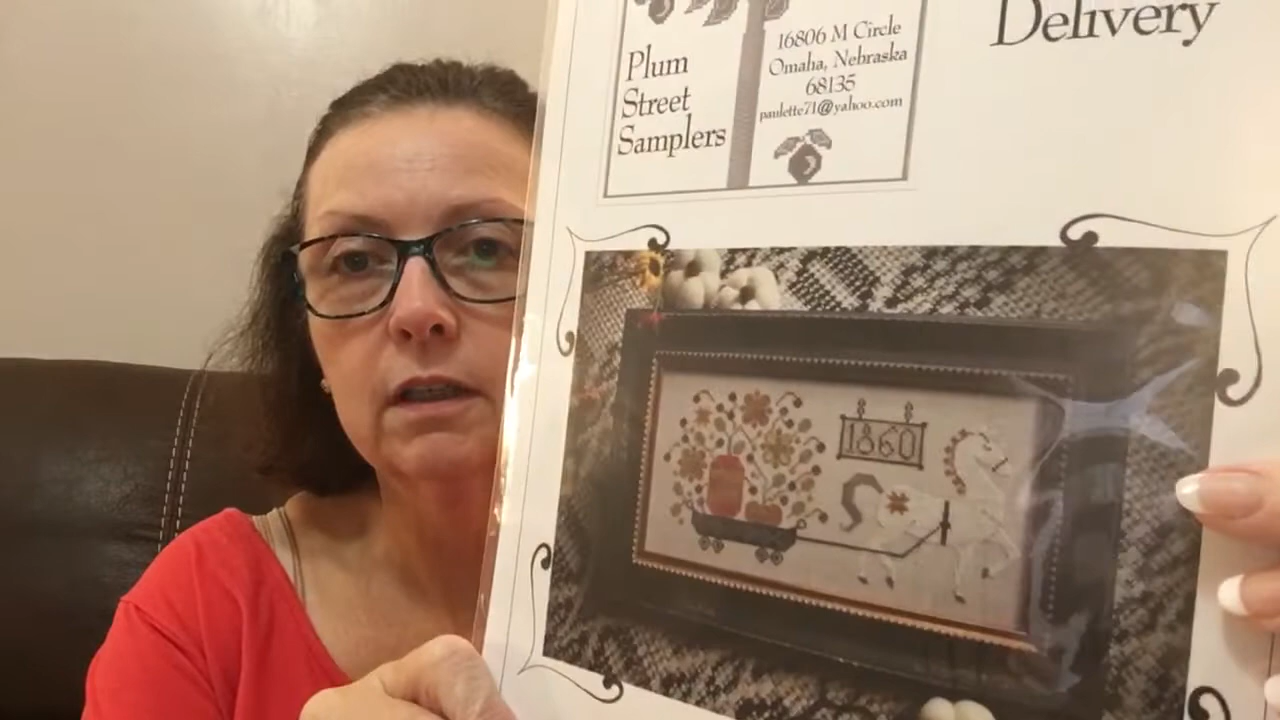 Delivery
Plum
Street
Samplers
16806 M Circle
Omaha, Nebraska
68135
paulette71@yahoo.com
1860